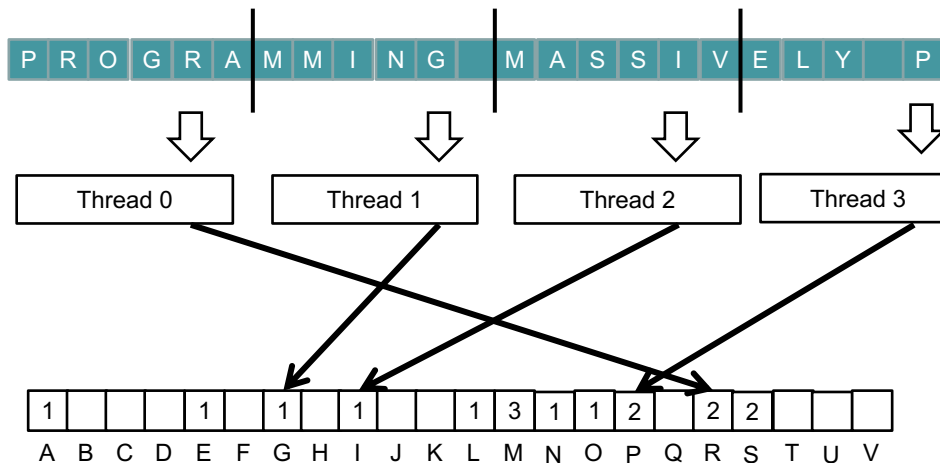 P R O G R A M M I N G M A S S I V E L Y P
Thread 0 Thread 1 Thread 2 Thread 3
1 1 1 1 1 3 1 1 2 2 2
A B C D E F G H I J K L M N O P Q R S T U V